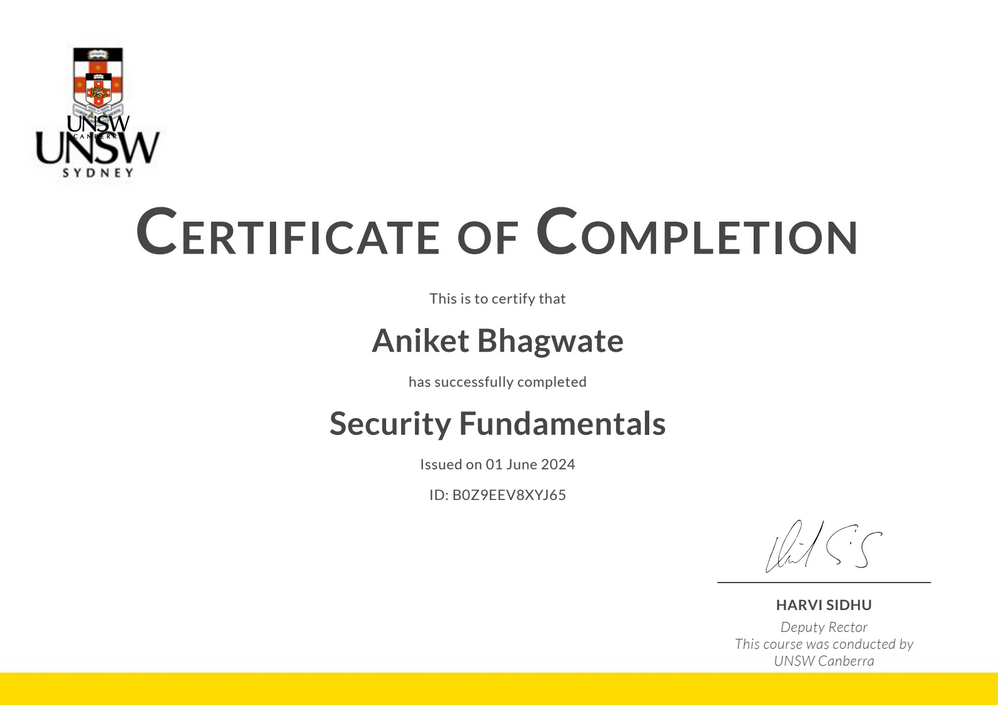 UNSW
CANBERRA
UNSW
SYDNEY
CERTIFICATE OF COMPLETION
This is to certify that
Aniket Bhagwate
has successfully completed
Security Fundamentals
Issued on 01 June 2024
ID: B0Z9EEV8XYJ65
HARVI SIDHU
Deputy Rector
This course was conducted by
UNSW Canberra